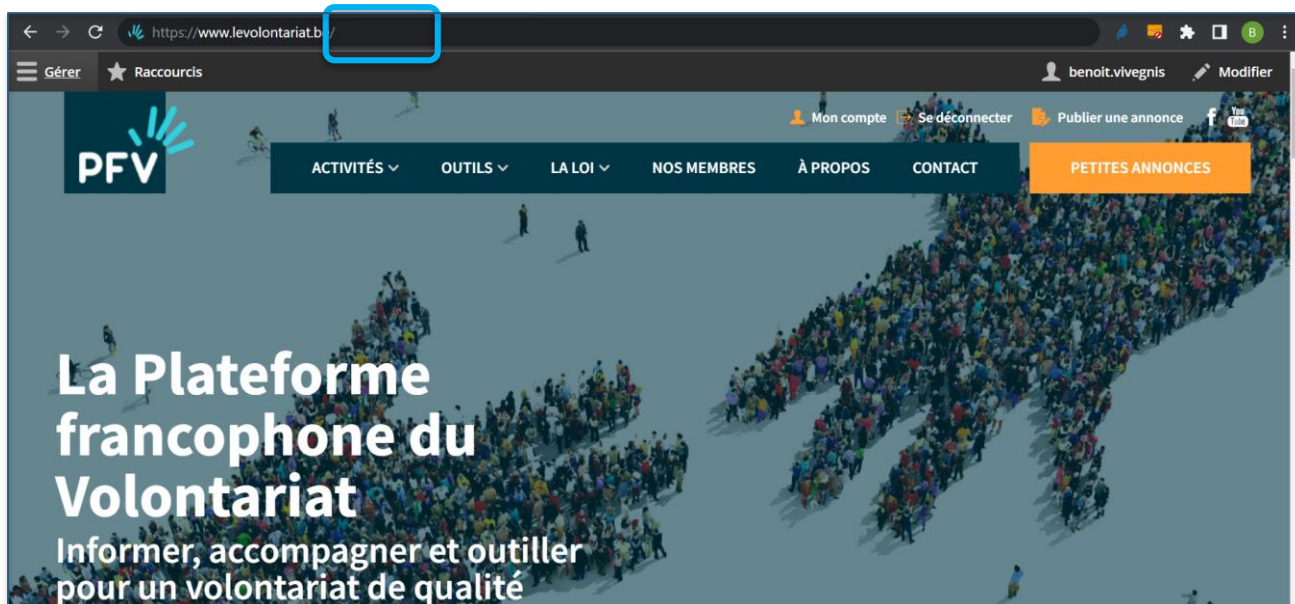 https://www.levolontariat.be/
B
Gérer Raccourcis benoit.vivegnis Modifier
Mon compte Se déconnecter Publier une annonce f You Tube
PFV
ACTIVITÉS OUTILS LA LOI NOS MEMBRES À PROPOS CONTACT PETITES ANNONCES
La Plateforme
francophone du
Volontariat
Informer, accompagner et outiller
pour un volontariat de qualité